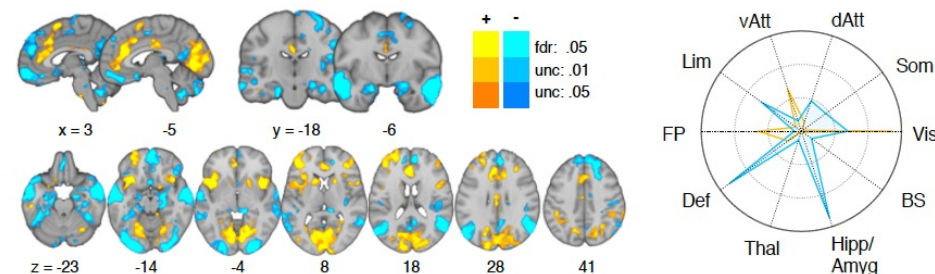 x = 3
-5
y = -18
-6
+ -
fdr: .05
unc: .01
unc: .05
z = -23
-14
-4
8
18
28
41
vAtt
dAtt
Lim
Som
FP
Vis
Def
BS
Thal
Hipp/
Amyg